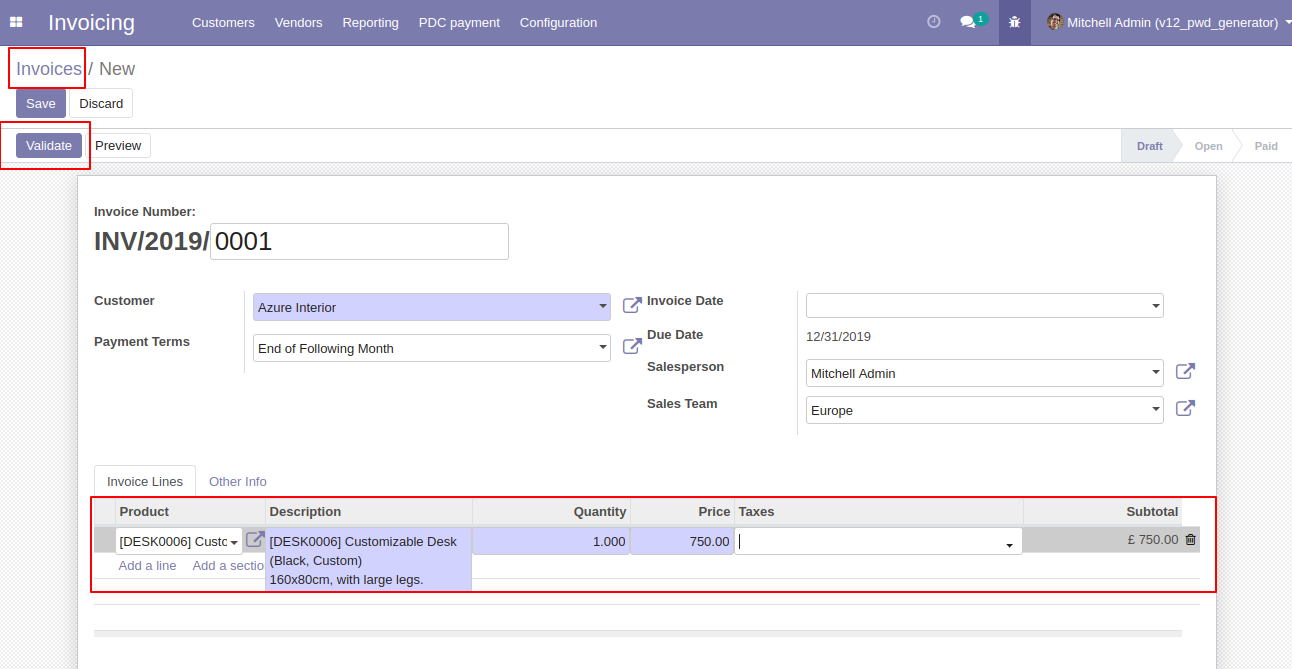 Invoicing Customers Vendors Reporting PDC payment Configuration 1 Mitchell Admin (v12_pwd_generator)
Invoices / New
Save Discard
Validate Preview Draft Open Paid
Invoice Number:
INV/2019/ 0001
Customer Azure Interior Invoice Date
Due Date 12/31/2019
Payment Terms End of Following Month
Salesperson Mitchell Admin
Sales Team Europe
Invoice Lines Other Info
Product Description Quantity Price Taxes Subtotal
[DESK0006] Custo [DESK0006] Customizable Desk 1.000 750.00 £ 750.00
Add a line Add a sectio (Black, Custom)
160x80cm, with large legs.